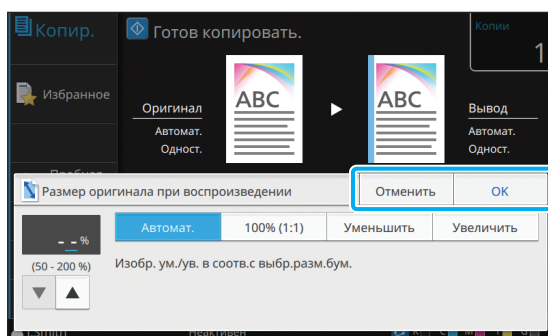 Копир.
Готов копировать.
Копии
1
Избранное
Оригинал
ABC
ABC
Вывод
Автомат.
Автомат.
Одност.
Одност.
Размер оригинала при воспроизведении
Отменить
OK
Автомат.
100% (1:1)
Уменьшить
Увеличить
- - %
(50 - 200 %)
Изобр. ум./ув. в соотв.с выбр.разм.бум.